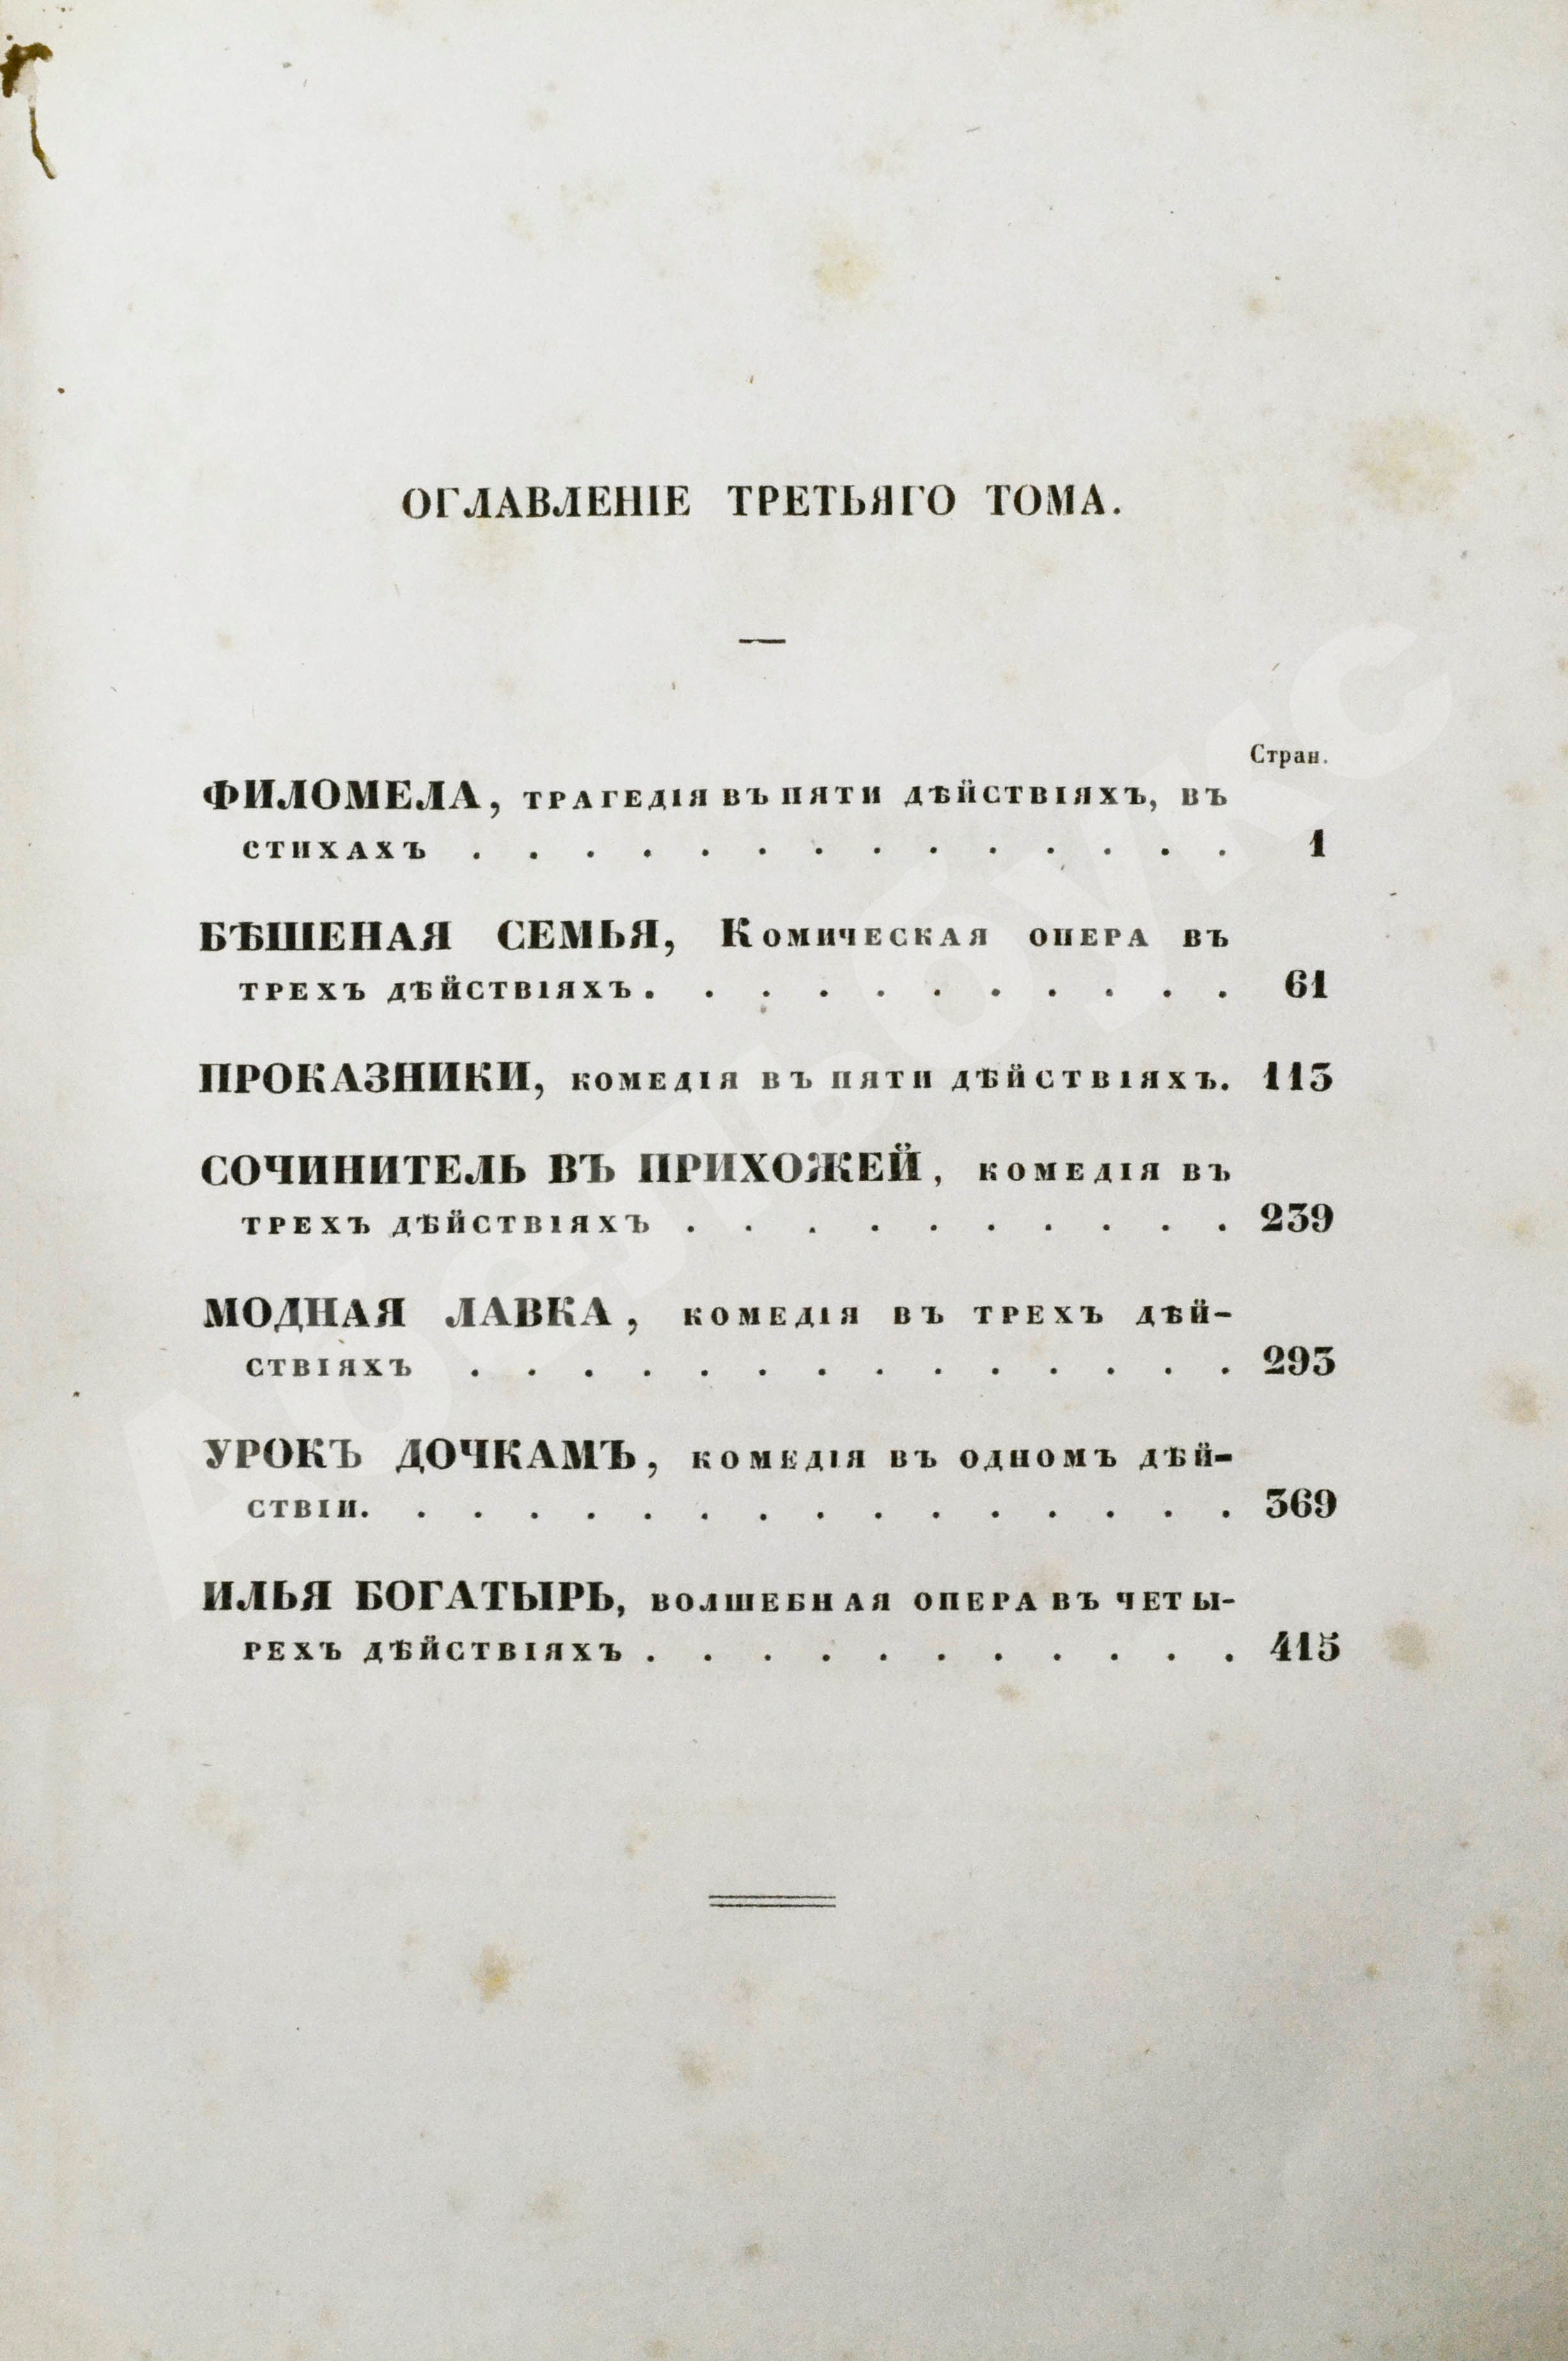 ОГЛАВЛЕНІЕ ТРЕТЬЯГО ТОМА.
Стран.
ФИЛОМЕЛА, ТРАГЕДІЯ ВЪ ПЯТИ ДѢЙСТВІЯХЪ, ВЪ
СТИХАХЪ . . . . . . . . . . . . . . 1
БѢШЕНАЯ СЕМЬЯ, КОМИЧЕСКАЯ ОПЕРА ВЪ
ТРЕХЪ ДѢЙСТВІЯХЪ. . . . . . . . . . . 61
ПРОКАЗНИКИ, КОМЕДІЯ ВЪ ПЯТИ ДѢЙСТВІЯХЪ. 113
СОЧИНИТЕЛЬ ВЪ ПРИХОЖЕЙ, КОМЕДІЯ ВЪ
ТРЕХЪ ДѢЙСТВІЯХЪ . . . . . . . . . . 239
МОДНАЯ ЛАВКА, КОМЕДІЯ ВЪ ТРЕХЪ ДѢЙ-
СТВІЯХЪ . . . . . . . . . . . . . . 293
УРОКЪ ДОЧКАМЪ, КОМЕДІЯ ВЪ ОДНОМЪ ДѢЙ-
СТВІИ. . . . . . . . . . . . . . . . 369
ИЛЬЯ БОГАТЫРЬ, ВОЛШЕБНАЯ ОПЕРА ВЪ ЧЕТЫ-
РЕХЪ ДѢЙСТВІЯХЪ . . . . . . . . . . . 415